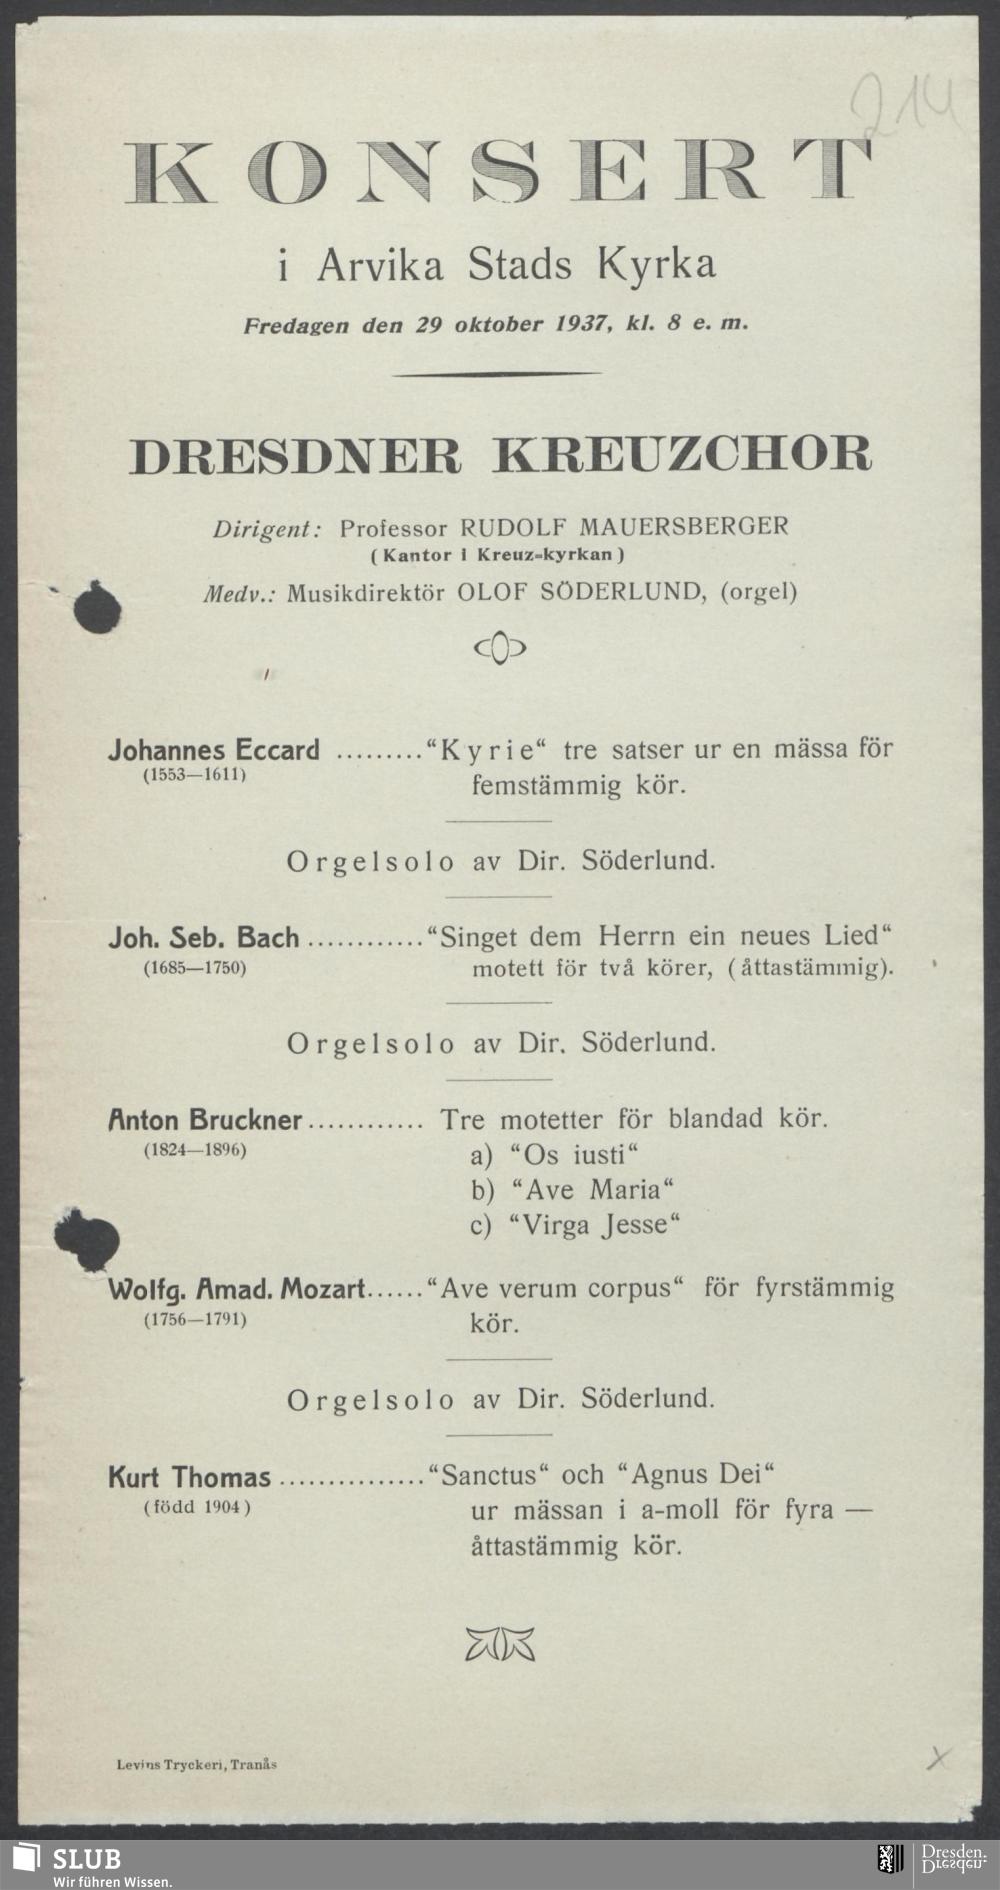 214
KONSERT
i Arvika Stads Kyrka
Fredagen den 29 oktober 1937, kl. 8 e. m.
DRESDNER KREUZCHOR
Dirigent: Professor RUDOLF MAUERSBERGER
(Kantor i Kreuz-kyrkan)
Medv.: Musikdirektör OLOF SÖDERLUND, (orgel)
Johannes Eccard ........."Kyrie“ tre satser ur en mässa för
(1553—1611)
femstämmig kör.
Orgelsolo av Dir. Söderlund.
Joh. Seb. Bach ............“Singet dem Herrn ein neues Lied“
(1685—1750) motett för två körer, (åttastämmig).
Orgelsolo av Dir. Söderlund.
Anton Bruckner............ Tre motetter för blandad kör.
(1824—1896) a) “Os iusti“
b) “Ave Maria“
c) “Virga Jesse“
Wolfg. Amad. Mozart......“Ave verum corpus“ för fyrstämmig
(1756—1791) kör.
Orgelsolo av Dir. Söderlund.
Kurt Thomas ...............“Sanctus“ och “Agnus Dei“
(född 1904) ur mässan i a-moll för fyra —
åttastämmig kör.
Levins Tryckeri, Tranås
x
SLUB
Wir führen Wissen.
Dresden.
Dresden.